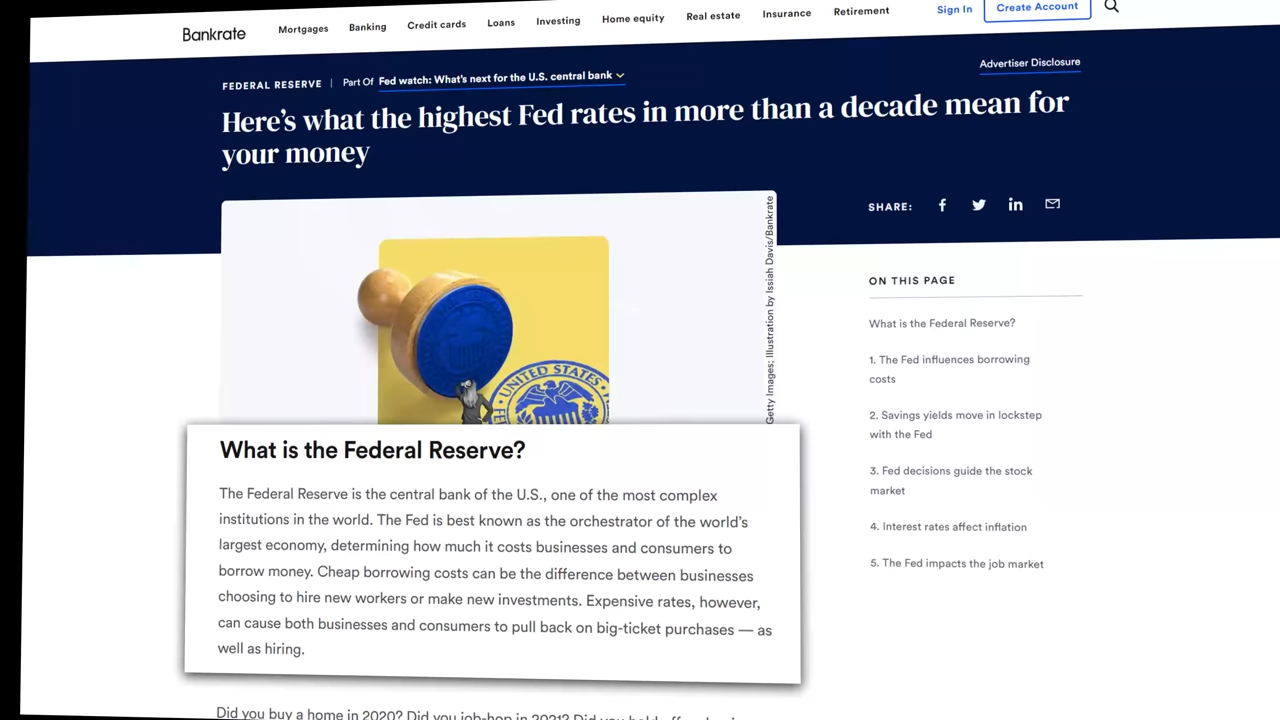 Bankrate
Mortgages
Banking
Credit cards
Loans
Investing
Home equity
Real estate
Insurance
Retirement
Sign In
Create Account
FEDERAL RESERVE | Part Of Fed watch: What's next for the U.S. central bank
Advertiser Disclosure
Here's what the highest Fed rates in more than a decade mean for
your money
SHARE:
Getty Images; Illustration by Issiah Davis/Bankrate
UNITED STATES
What is the Federal Reserve?
The Federal Reserve is the central bank of the U.S., one of the most complex
institutions in the world. The Fed is best known as the orchestrator of the world's
largest economy, determining how much it costs businesses and consumers to
borrow money. Cheap borrowing costs can be the difference between businesses
choosing to hire new workers or make new investments. Expensive rates, however,
can cause both businesses and consumers to pull back on big-ticket purchases — as
well as hiring.
Did you buy a home in 2020? Did you job-hop in 2021? Did you
ON THIS PAGE
What is the Federal Reserve?
1. The Fed influences borrowing
costs
2. Savings yields move in lockstep
with the Fed
3. Fed decisions guide the stock
market
4. Interest rates affect inflation
5. The Fed impacts the job market